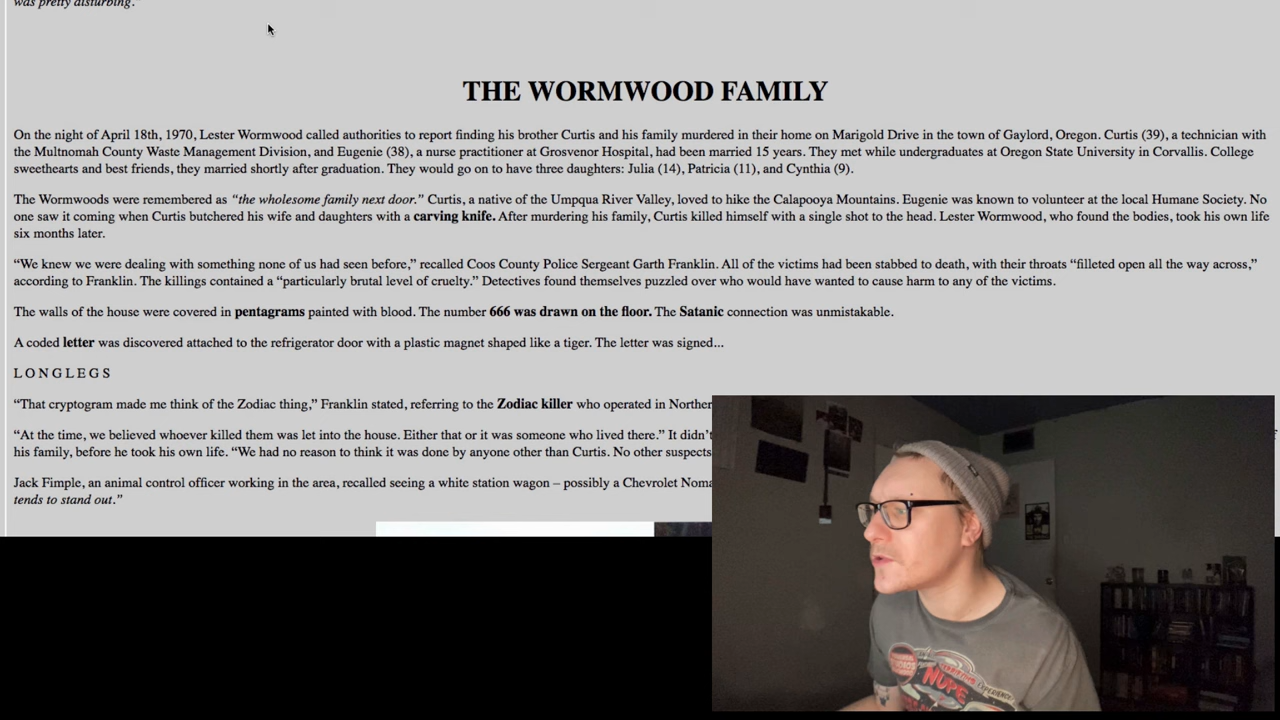 was pretty disturbing."
THE WORMWOOD FAMILY
On the night of April 18th, 1970, Lester Wormwood called authorities to report finding his brother Curtis and his family murdered in their home on Marigold Drive in the town of Gaylord, Oregon. Curtis (39), a technician with
the Multnomah County Waste Management Division, and Eugenie (38), a nurse practitioner at Grosvenor Hospital, had been married 15 years. They met while undergraduates at Oregon State University in Corvallis. College
sweethearts and best friends, they married shortly after graduation. They would go on to have three daughters: Julia (14), Patricia (11), and Cynthia (9).
The Wormwoods were remembered as “the wholesome family next door.” Curtis, a native of the Umpqua River Valley, loved to hike the Calapooya Mountains. Eugenie was known to volunteer at the local Humane Society. No
one saw it coming when Curtis butchered his wife and daughters with a carving knife. After murdering his family, Curtis killed himself with a single shot to the head. Lester Wormwood, who found the bodies, took his own life
six months later.
“We knew we were dealing with something none of us had seen before,” recalled Coos County Police Sergeant Garth Franklin. All of the victims had been stabbed to death, with their throats “filleted open all the way across,”
according to Franklin. The killings contained a “particularly brutal level of cruelty.” Detectives found themselves puzzled over who would have wanted to cause harm to any of the victims.
The walls of the house were covered in pentagrams painted with blood. The number 666 was drawn on the floor. The Satanic connection was unmistakable.
A coded letter was discovered attached to the refrigerator door with a plastic magnet shaped like a tiger. The letter was signed...
L O N G L E G S
“That cryptogram made me think of the Zodiac thing,” Franklin stated, referring to the Zodiac killer who operated in Norther
“At the time, we believed whoever killed them was let into the house. Either that or it was someone who lived there.” It didn’t
his family, before he took his own life. “We had no reason to think it was done by anyone other than Curtis. No other suspects
Jack Fimple, an animal control officer working in the area, recalled seeing a white station wagon – possibly a Chevrolet Noma
tends to stand out.”
NUPE